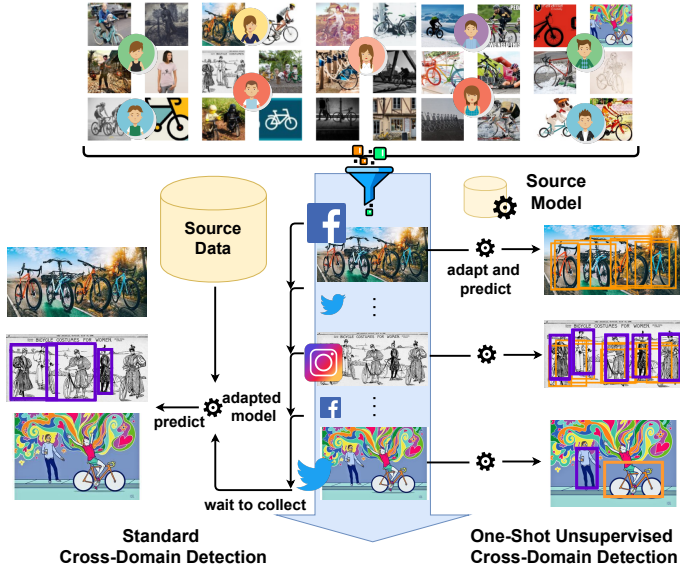 Source
Data
Source
Model
adapt and
predict
BICYCLE COSTUMES FOR WOMEN.
BICYCLE COSTUMES FOR WOMEN.
adapted
model
predict
wait to collect
Standard
Cross-Domain Detection
One-Shot Unsupervised
Cross-Domain Detection